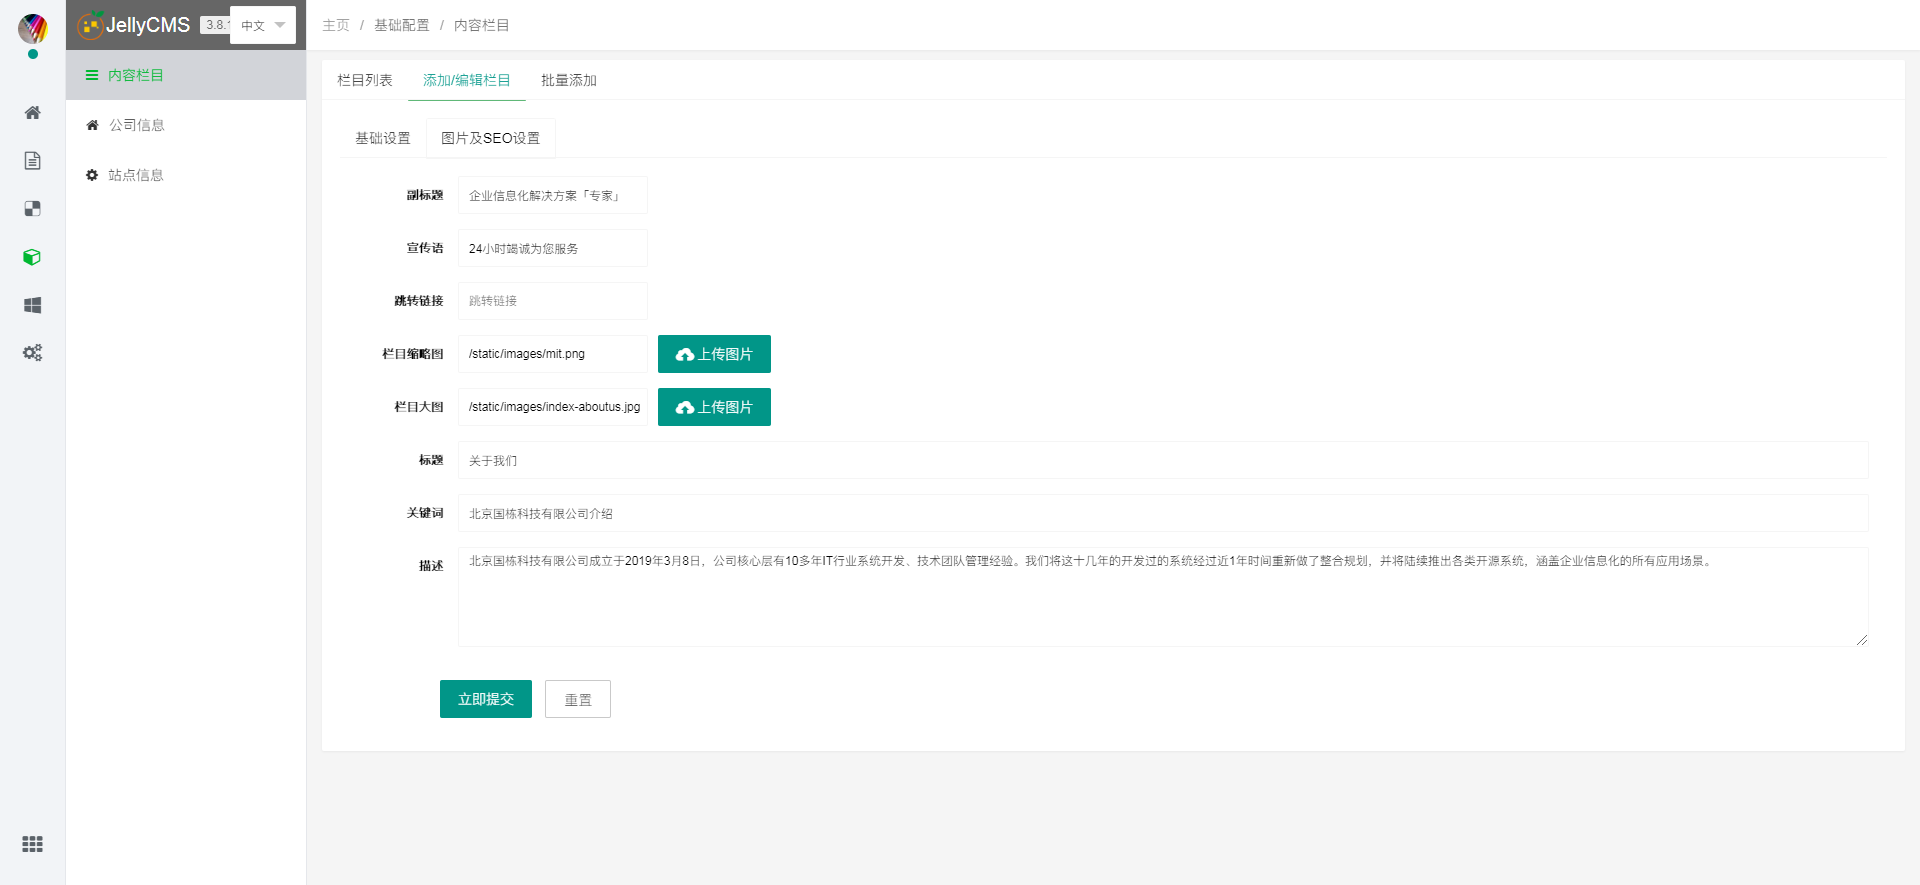 JellyCMS 3.8.1 中文
主页 / 基础配置 / 内容栏目
内容栏目
公司信息
站点信息
栏目列表 添加/编辑栏目 批量添加
基础设置 图片及SEO设置
副标题 企业信息化解决方案「专家」
宣传语 24小时竭诚为您服务
跳转链接 跳转链接
栏目缩略图 /static/images/mit.png 上传图片
栏目大图 /static/images/index-aboutus.jpg 上传图片
标题 关于我们
关键词 北京国栋科技有限公司介绍
描述 北京国栋科技有限公司成立于2019年3月8日，公司核心层有10多年IT行业系统开发、技术团队管理经验。我们将这十几年的开发过的系统经过近1年时间重新做了整合规划，并将陆续推出各类开源系统，涵盖企业信息化的所有应用场景。
立即提交 重置